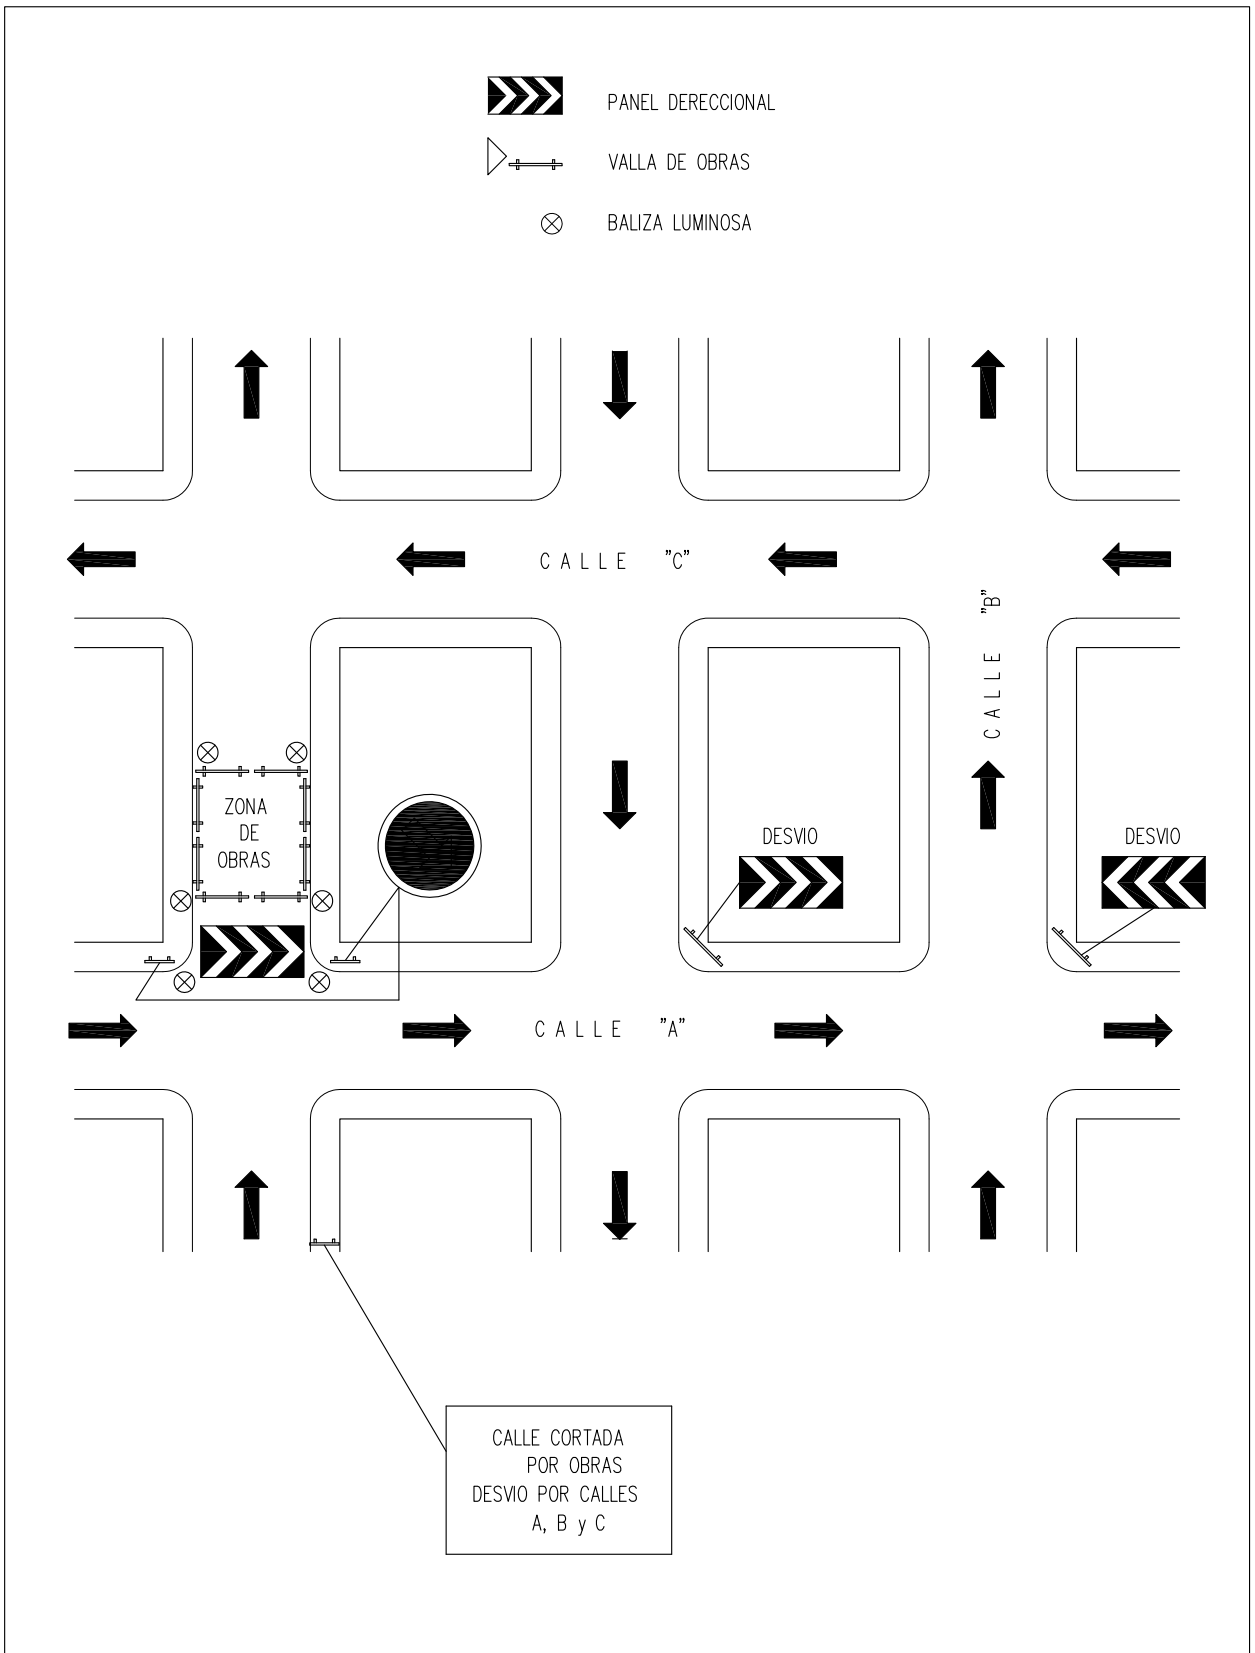 PANEL DERECCIONAL
VALLA DE OBRAS
BALIZA LUMINOSA
CALLE "C"
CALLE "B"
ZONA
DE
OBRAS
DESVIO
DESVIO
CALLE "A"
CALLE CORTADA
POR OBRAS
DESVIO POR CALLES
A, B y C